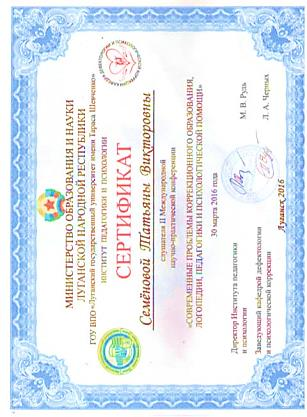 МИНИСТЕРСТВО ОБРАЗОВАНИЯ И НАУКИ
ЛУГАНСКОЙ НАРОДНОЙ РЕСПУБЛИКИ
ГОУ ВПО «Луганский государственный университет имени Тараса Шевченко»
ИНСТИТУТ ПЕДАГОГИКИ И ПСИХОЛОГИИ
СЕРТИФИКАТ
Семёновой Татьяны Викторовны
слушателя II Международной
научно-практической конференции
«СОВРЕМЕННЫЕ ПРОБЛЕМЫ КОРРЕКЦИОННОГО ОБРАЗОВАНИЯ,
ЛОГОПЕДИИ, ПЕДАГОГИКИ И ПСИХОЛОГИЧЕСКОЙ ПОМОЩИ»
30 марта 2016 года
Директор Института педагогики
и психологии
М. В. Рудь
Заведующий кафедрой дефектологии
и психологической коррекции
Л. А. Черных
Луганск 2016